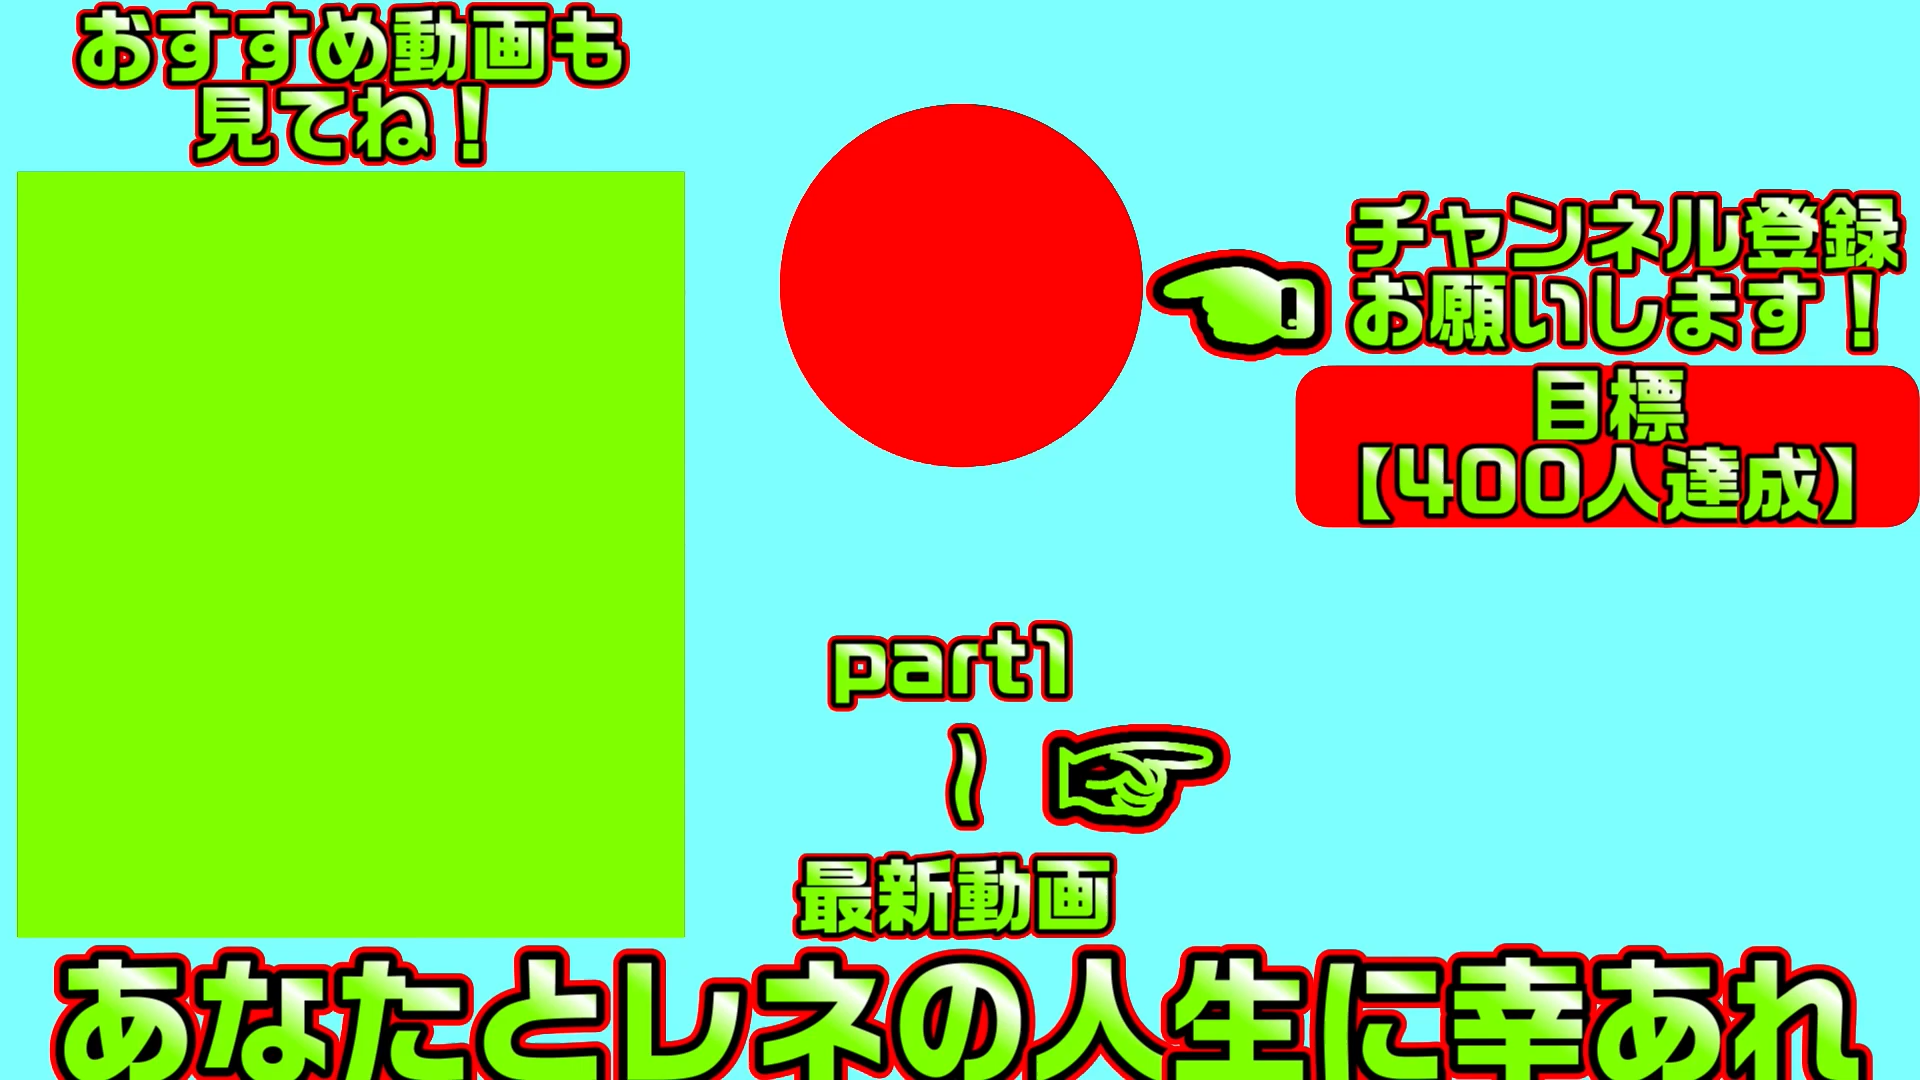 おすすめ動画も
見てね！
チャンネル登録
お願いします！
目標
【400人達成】
part1
～
最新動画
あなたとレネの人生に幸あれ